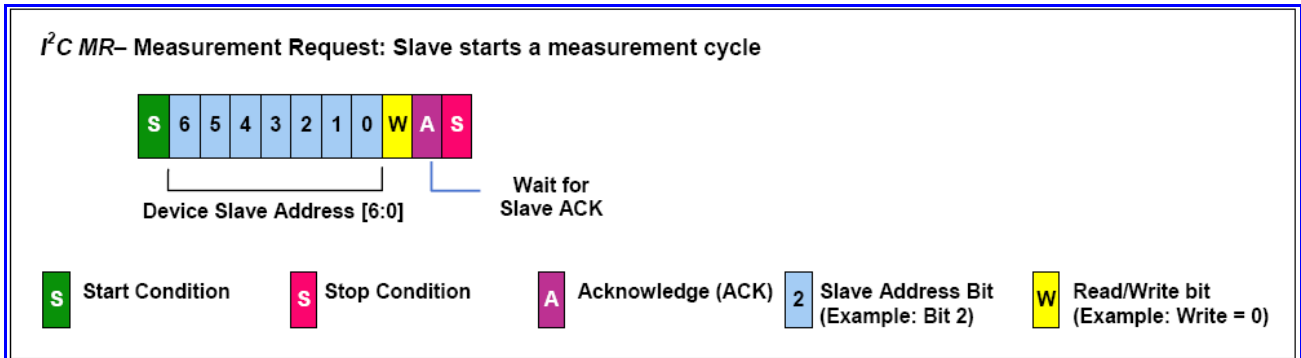 I²C MR– Measurement Request: Slave starts a measurement cycle
S 6 5 4 3 2 1 0 W A S
Wait for
Slave ACK
Device Slave Address [6:0]
S Start Condition
S Stop Condition
A Acknowledge (ACK)
2 Slave Address Bit
(Example: Bit 2)
W Read/Write bit
(Example: Write = 0)